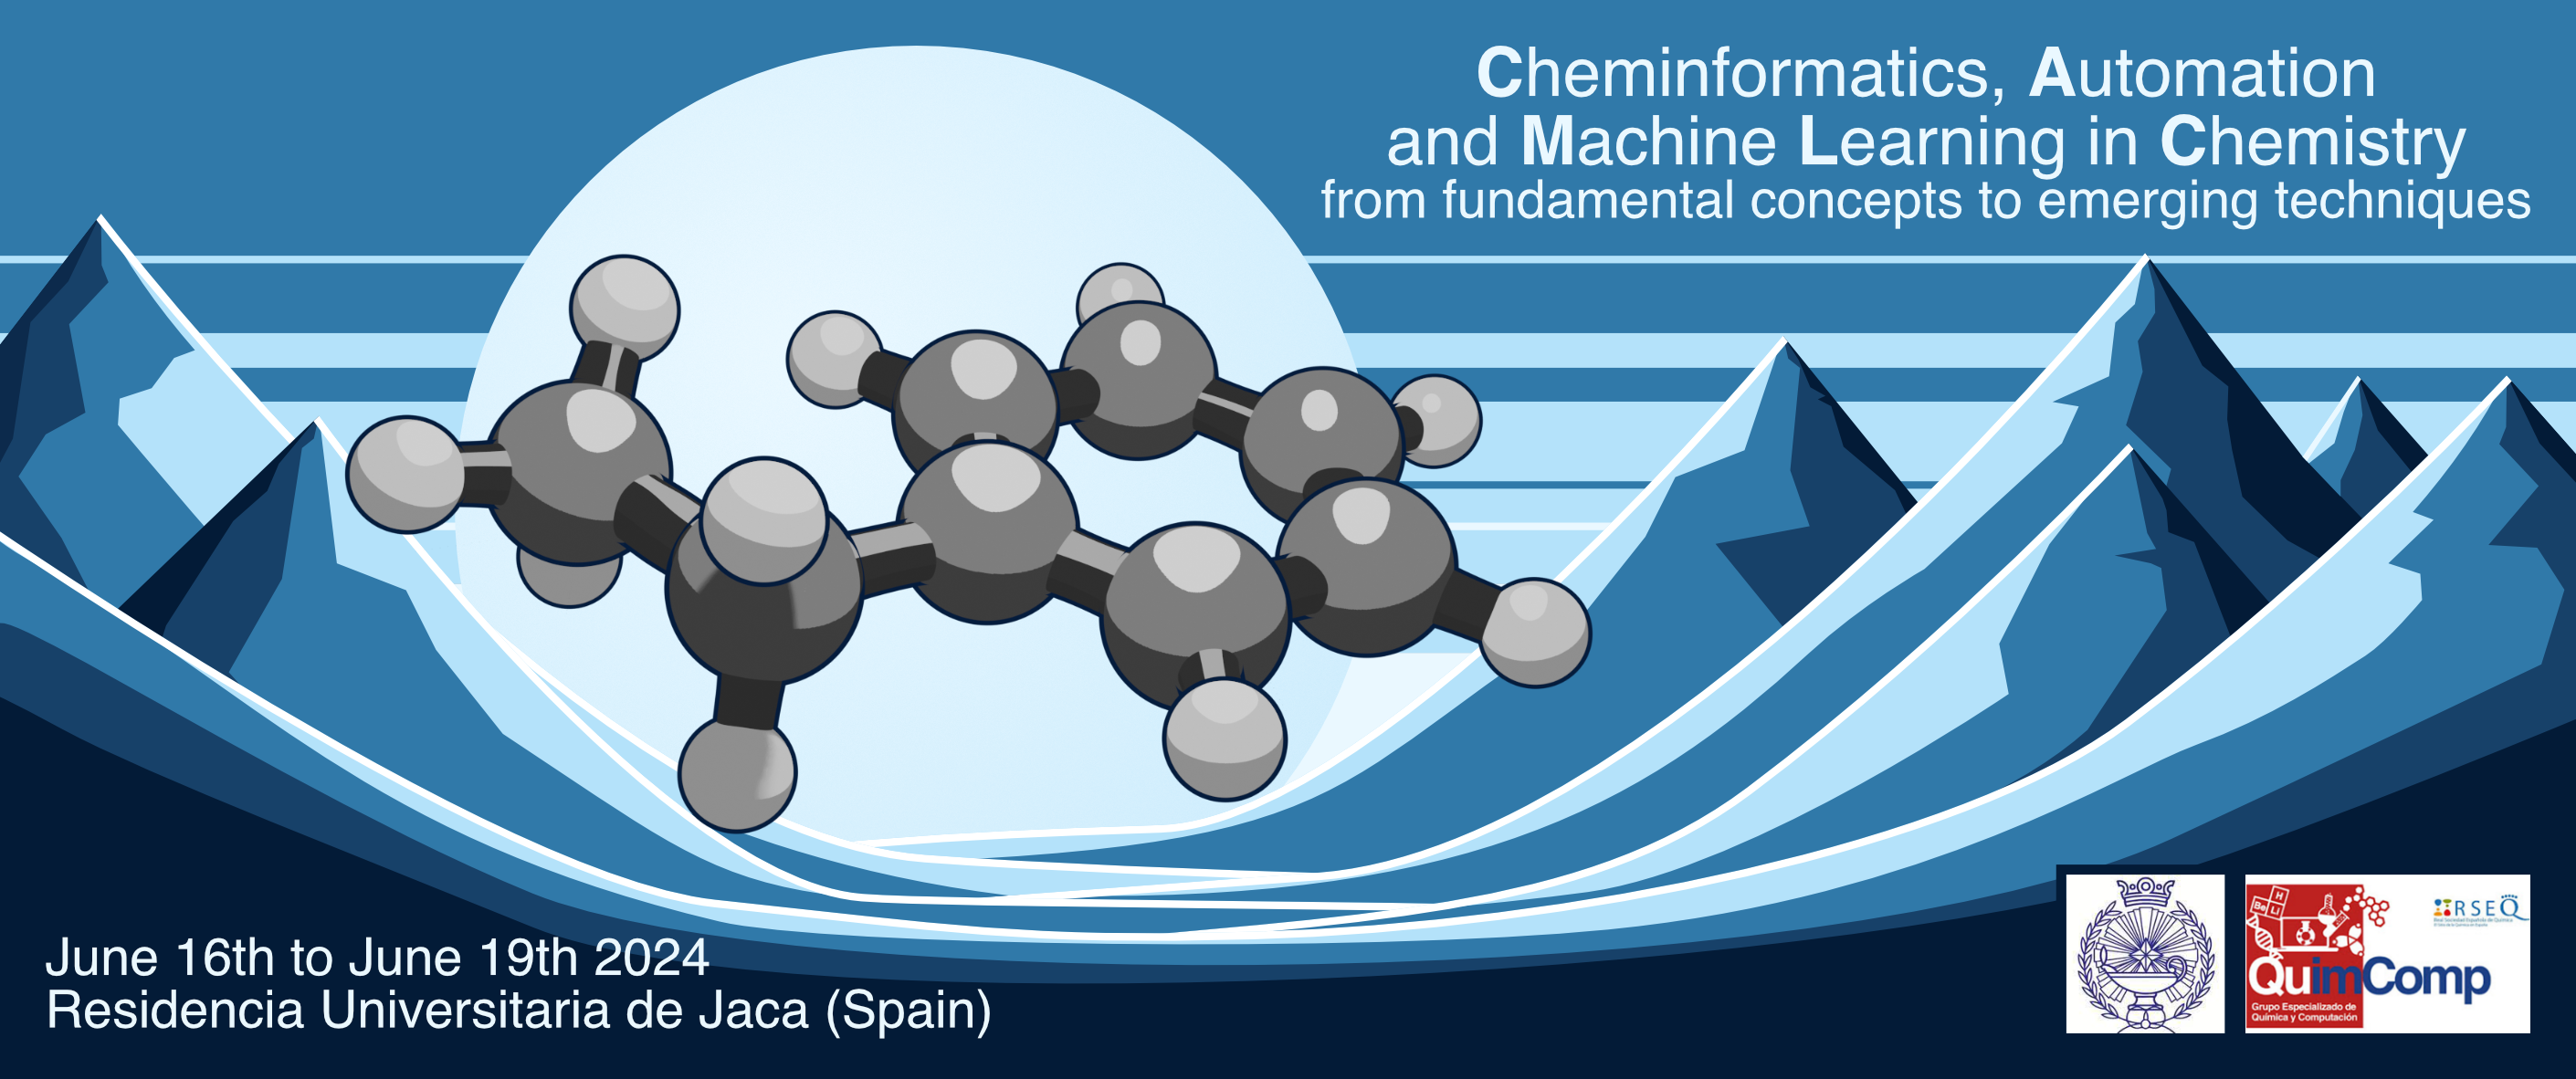 Cheminformatics, Automation
and Machine Learning in Chemistry
from fundamental concepts to emerging techniques
June 16th to June 19th 2024
Residencia Universitaria de Jaca (Spain)
H
Be Li
RSEQ
Real Sociedad Española de Química
QuimComp
Grupo Especializado de
Química y Computación